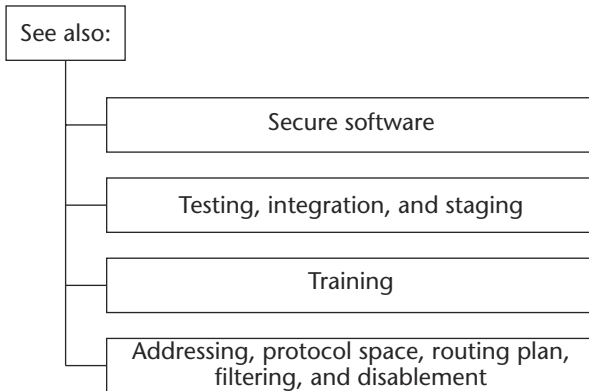 See also:
Secure software
Testing, integration, and staging
Training
Addressing, protocol space, routing plan,
filtering, and disablement